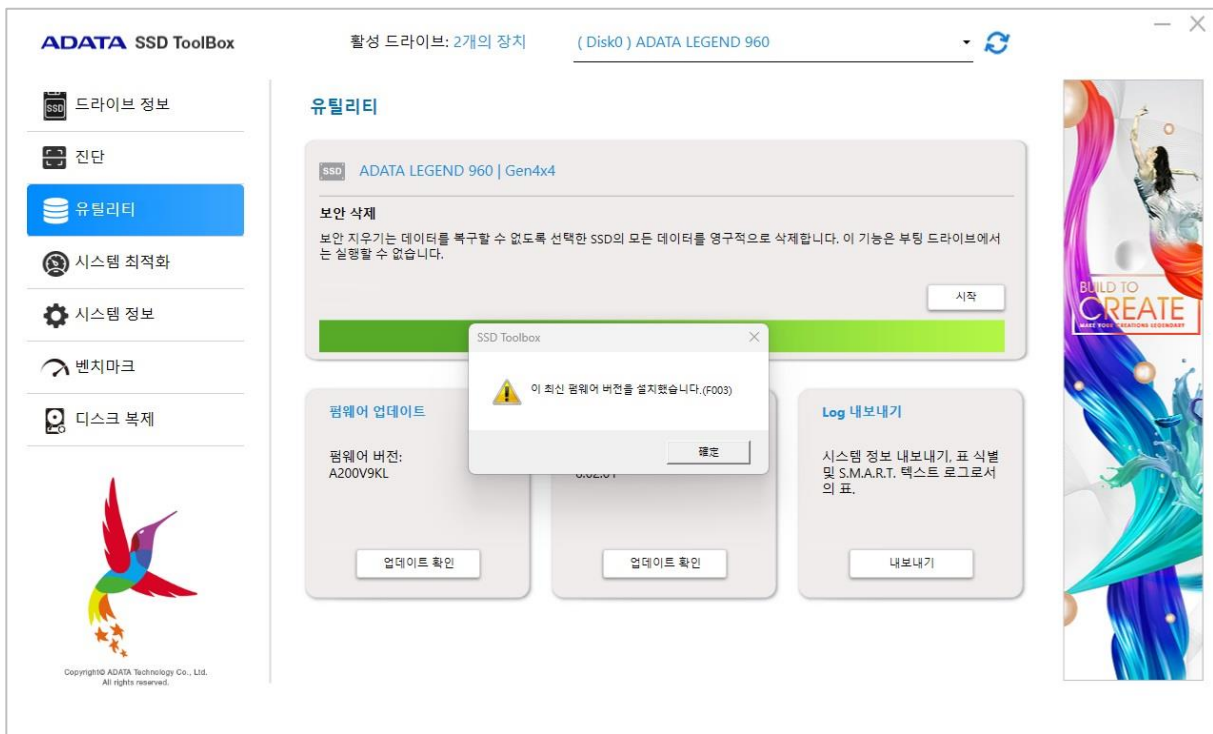 ADATA SSD ToolBox
활성 드라이브: 2개의 장치
( Disk0 ) ADATA LEGEND 960
SSD 드라이브 정보
진단
유틸리티
시스템 최적화
시스템 정보
벤치마크
디스크 복제
Copyright© ADATA Technology Co., Ltd.
All rights reserved.
유틸리티
SSD ADATA LEGEND 960 | Gen4x4
보안 삭제
보안 지우기는 데이터를 복구할 수 없도록 선택한 SSD의 모든 데이터를 영구적으로 삭제합니다. 이 기능은 부팅 드라이브에서
는 실행할 수 없습니다.
시작
SSD Toolbox
이 최신 펌웨어 버전을 설치했습니다.(F003)
確定
펌웨어 업데이트
펌웨어 버전:
A200V9KL
업데이트 확인
업데이트 확인
Log 내보내기
시스템 정보 내보내기, 표 식별
및 S.M.A.R.T. 텍스트 로그로서
의 표.
내보내기
BUILD TO
CREATE
MAKE YOUR CREATIONS LEGENDARY